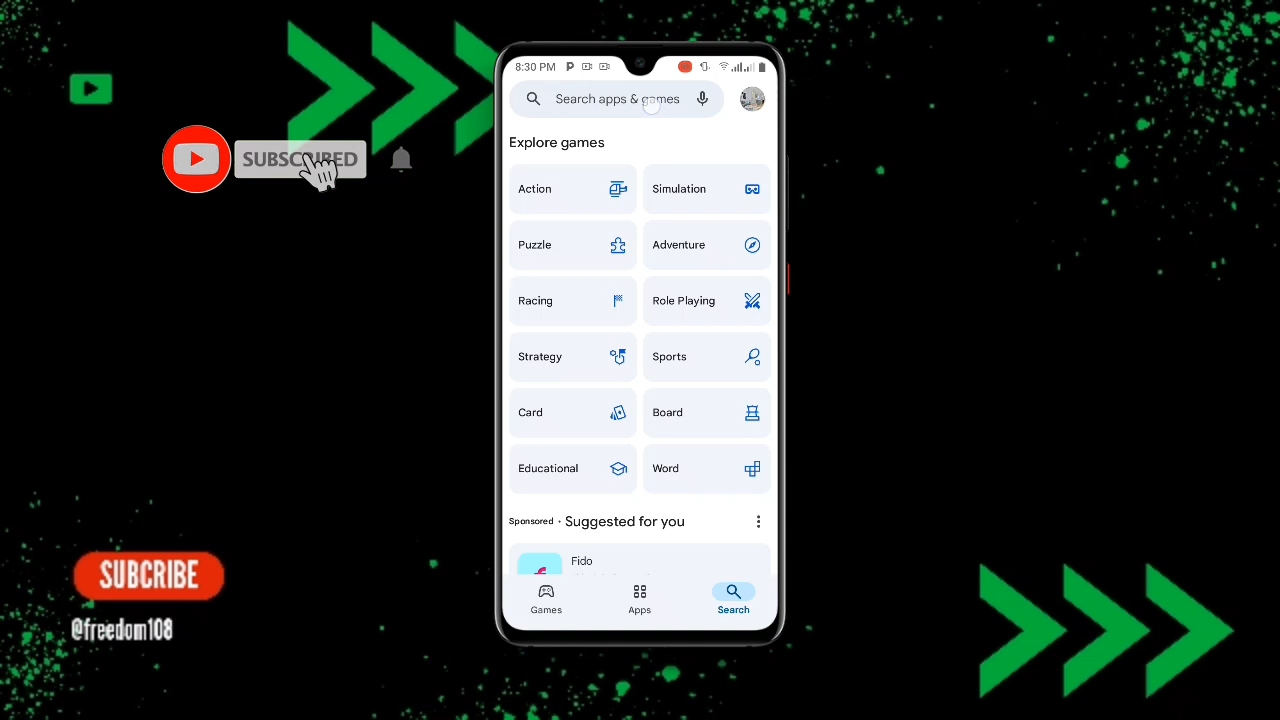 8:30 PM
Search apps & games
SUBSCRIBED
Explore games
Action
Simulation
Puzzle
Adventure
Racing
Role Playing
Strategy
Sports
Card
Board
Educational
Word
Sponsored · Suggested for you
Fido
Games
Apps
Search
SUBCRIBE
@freedom108